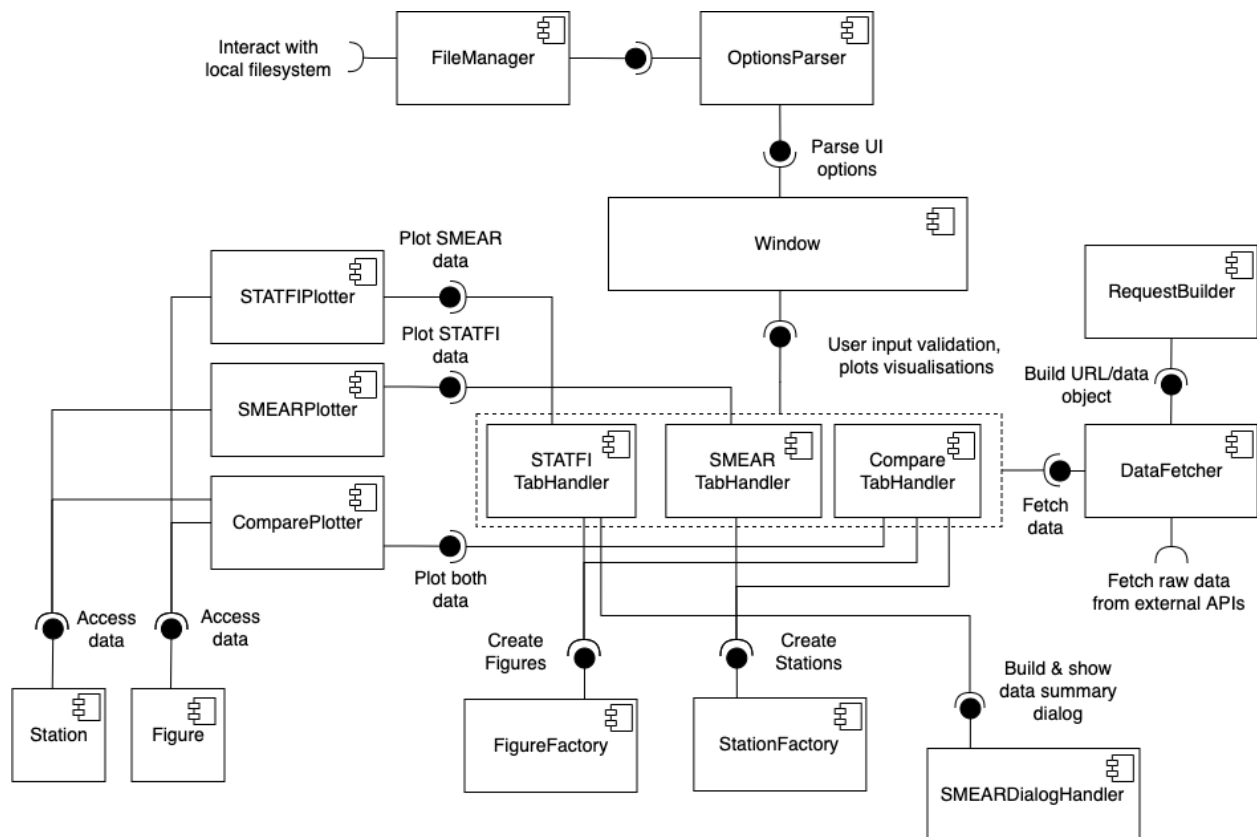 Interact with
local filesystem
FileManager
OptionsParser
Parse UI
options
Window
Plot SMEAR
data
STATFIPlotter
RequestBuilder
Plot STATFI
data
User input validation,
plots visualisations
Build URL/data
object
SMEARPlotter
STATFI
TabHandler
SMEAR
TabHandler
Compare
TabHandler
DataFetcher
Fetch
data
ComparePlotter
Plot both
data
Fetch raw data
from external APIs
Access
data
Access
data
Create
Figures
Create
Stations
Build & show
data summary
dialog
Station
Figure
FigureFactory
StationFactory
SMEARDialogHandler